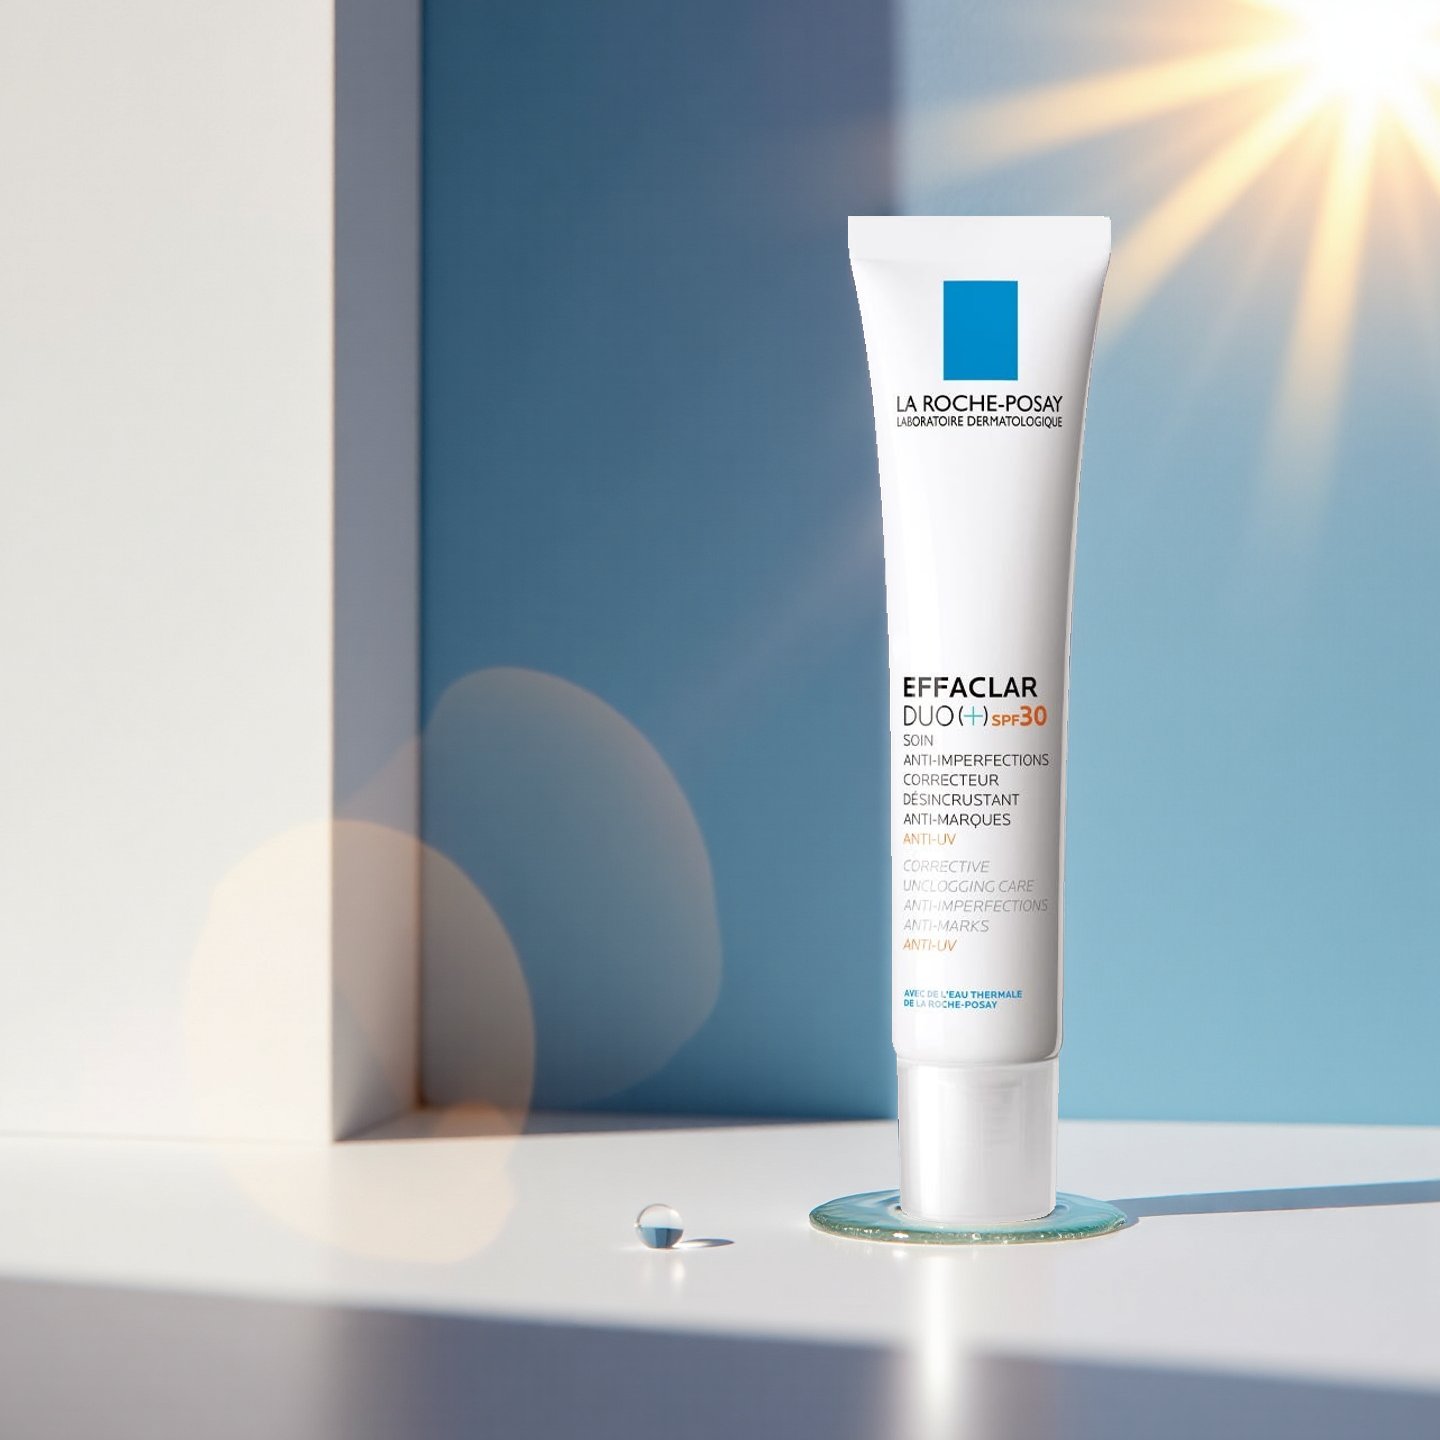 LA ROCHE-POSAY
LABORATOIRE DERMATOLOGIQUE
EFFACLAR
DUO(+) SPF30
SOIN
ANTI-IMPERFECTIONS
CORRECTEUR
DÉSINCRUSTANT
ANTI-MARQUES
ANTI-UV
CORRECTIVE
UNCLOGGING CARE
ANTI-IMPERFECTIONS
ANTI-MARKS
ANTI-UV
AVEC DE L'EAU THERMALE
DE LA ROCHE-POSAY